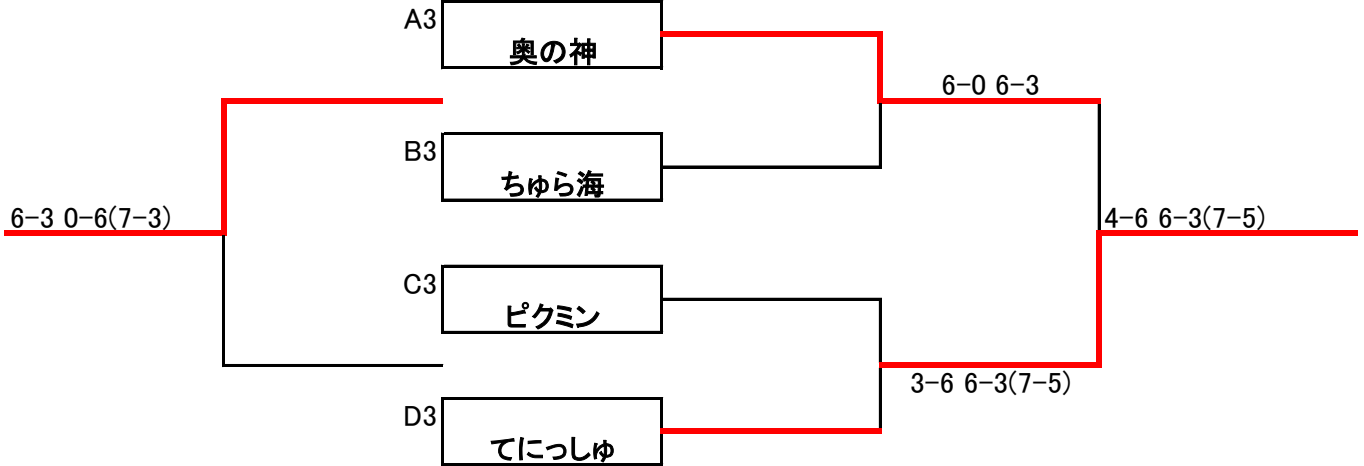 A3
奥の神
6-0 6-3
B3
ちゅら海
6-3 0-6(7-3)
4-6 6-3(7-5)
C3
ピクミン
3-6 6-3(7-5)
D3
てにっしゅ